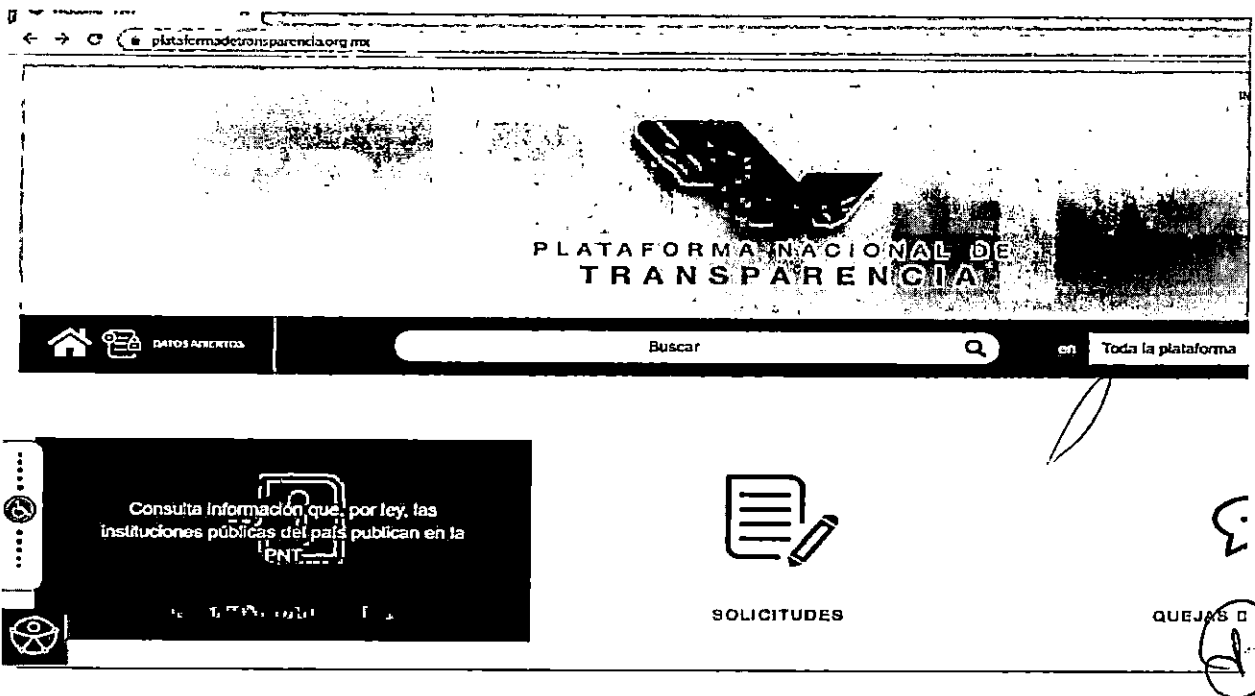 plataformadetransparencia.org.mx
PLATAFORMA NACIONAL DE
TRANSPARENCIA
DATOS ABIERTOS
Buscar
en Toda la plataforma
Consulta información que, por ley, las
instituciones públicas del país publican en la
PNT
SOLICITUDES
QUEJAS D